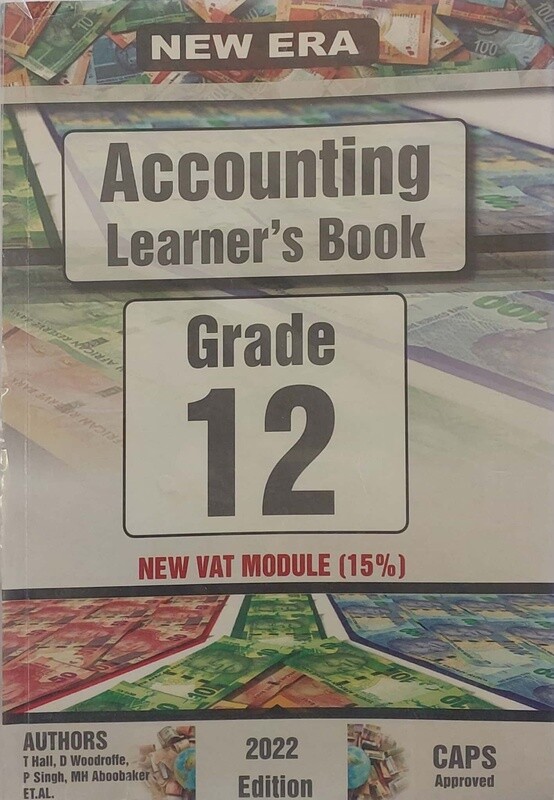 NEW ERA
Accounting
Learner's Book
Grade
12
NEW VAT MODULE (15%)
AUTHORS
T Hall, D Woodroffe,
P Singh, MH Aboobaker
ET.AL.
2022
Edition
CAPS
Approved